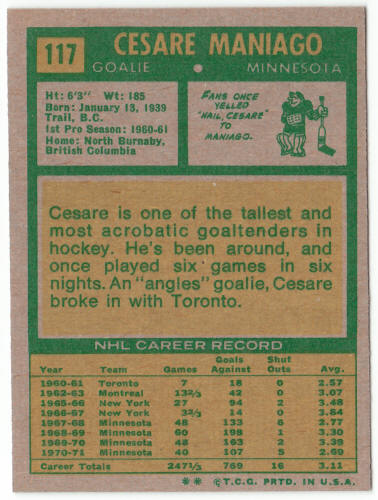 117 CESARE MANIAGO
GOALIE • MINNESOTA
Ht: 6'3" Wt: 185
Born: January 13, 1939
Trail, B.C.
1st Pro Season: 1960-61
Home: North Burnaby,
British Columbia
FANS ONCE
YELLED
"HAIL, CESARE"
TO
MANIAGO.
Cesare is one of the tallest and
most acrobatic goaltenders in
hockey. He's been around, and
once played six games in six
nights. An "angles" goalie, Cesare
broke in with Toronto.
NHL CAREER RECORD
Goals Shut
Year Team Games Against Outs Avg.
1960-61 Toronto 7 18 0 2.57
1962-63 Montreal 13⅔ 42 0 3.07
1965-66 New York 27 94 2 3.48
1966-67 New York 3⅔ 14 0 3.84
1967-68 Minnesota 48 133 6 2.77
1968-69 Minnesota 60 198 1 3.30
1969-70 Minnesota 48 163 2 3.39
1970-71 Minnesota 40 107 5 2.69
Career Totals 247⅓ 769 16 3.11
** © T.C.G. PRTD. IN U.S.A.